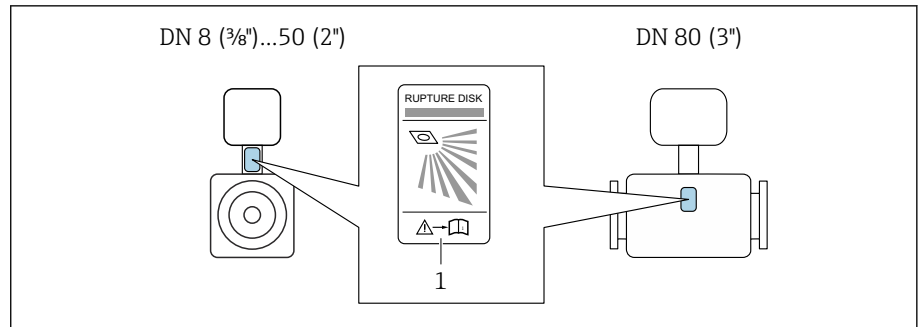 DN 8 (⅜")...50 (2")
DN 80 (3")
RUPTURE DISK
1